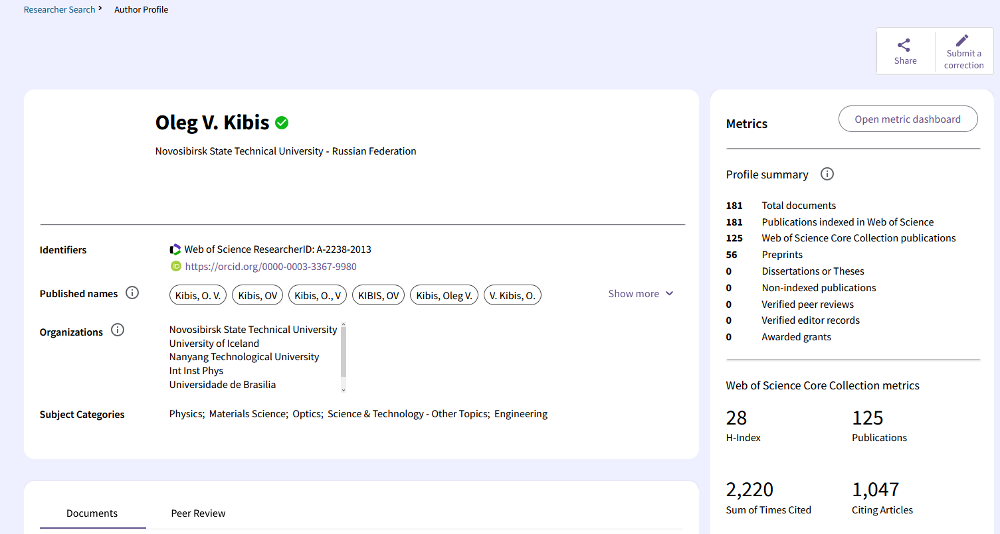 Researcher Search > Author Profile
Share
Submit a
correction
Oleg V. Kibis
Novosibirsk State Technical University - Russian Federation
Identifiers
Web of Science ResearcherID: A-2238-2013
iD https://orcid.org/0000-0003-3367-9980
Published names
Kibis, O. V. Kibis, OV Kibis, O., V KIBIS, OV Kibis, Oleg V. V. Kibis, O.
Show more
Organizations
Novosibirsk State Technical University
University of Iceland
Nanyang Technological University
Int Inst Phys
Universidade de Brasilia
Subject Categories
Physics; Materials Science; Optics; Science & Technology - Other Topics; Engineering
Documents Peer Review
Metrics
Open metric dashboard
Profile summary
181 Total documents
181 Publications indexed in Web of Science
125 Web of Science Core Collection publications
56 Preprints
0 Dissertations or Theses
0 Non-indexed publications
0 Verified peer reviews
0 Verified editor records
0 Awarded grants
Web of Science Core Collection metrics
28 125
H-Index Publications
2,220 1,047
Sum of Times Cited Citing Articles